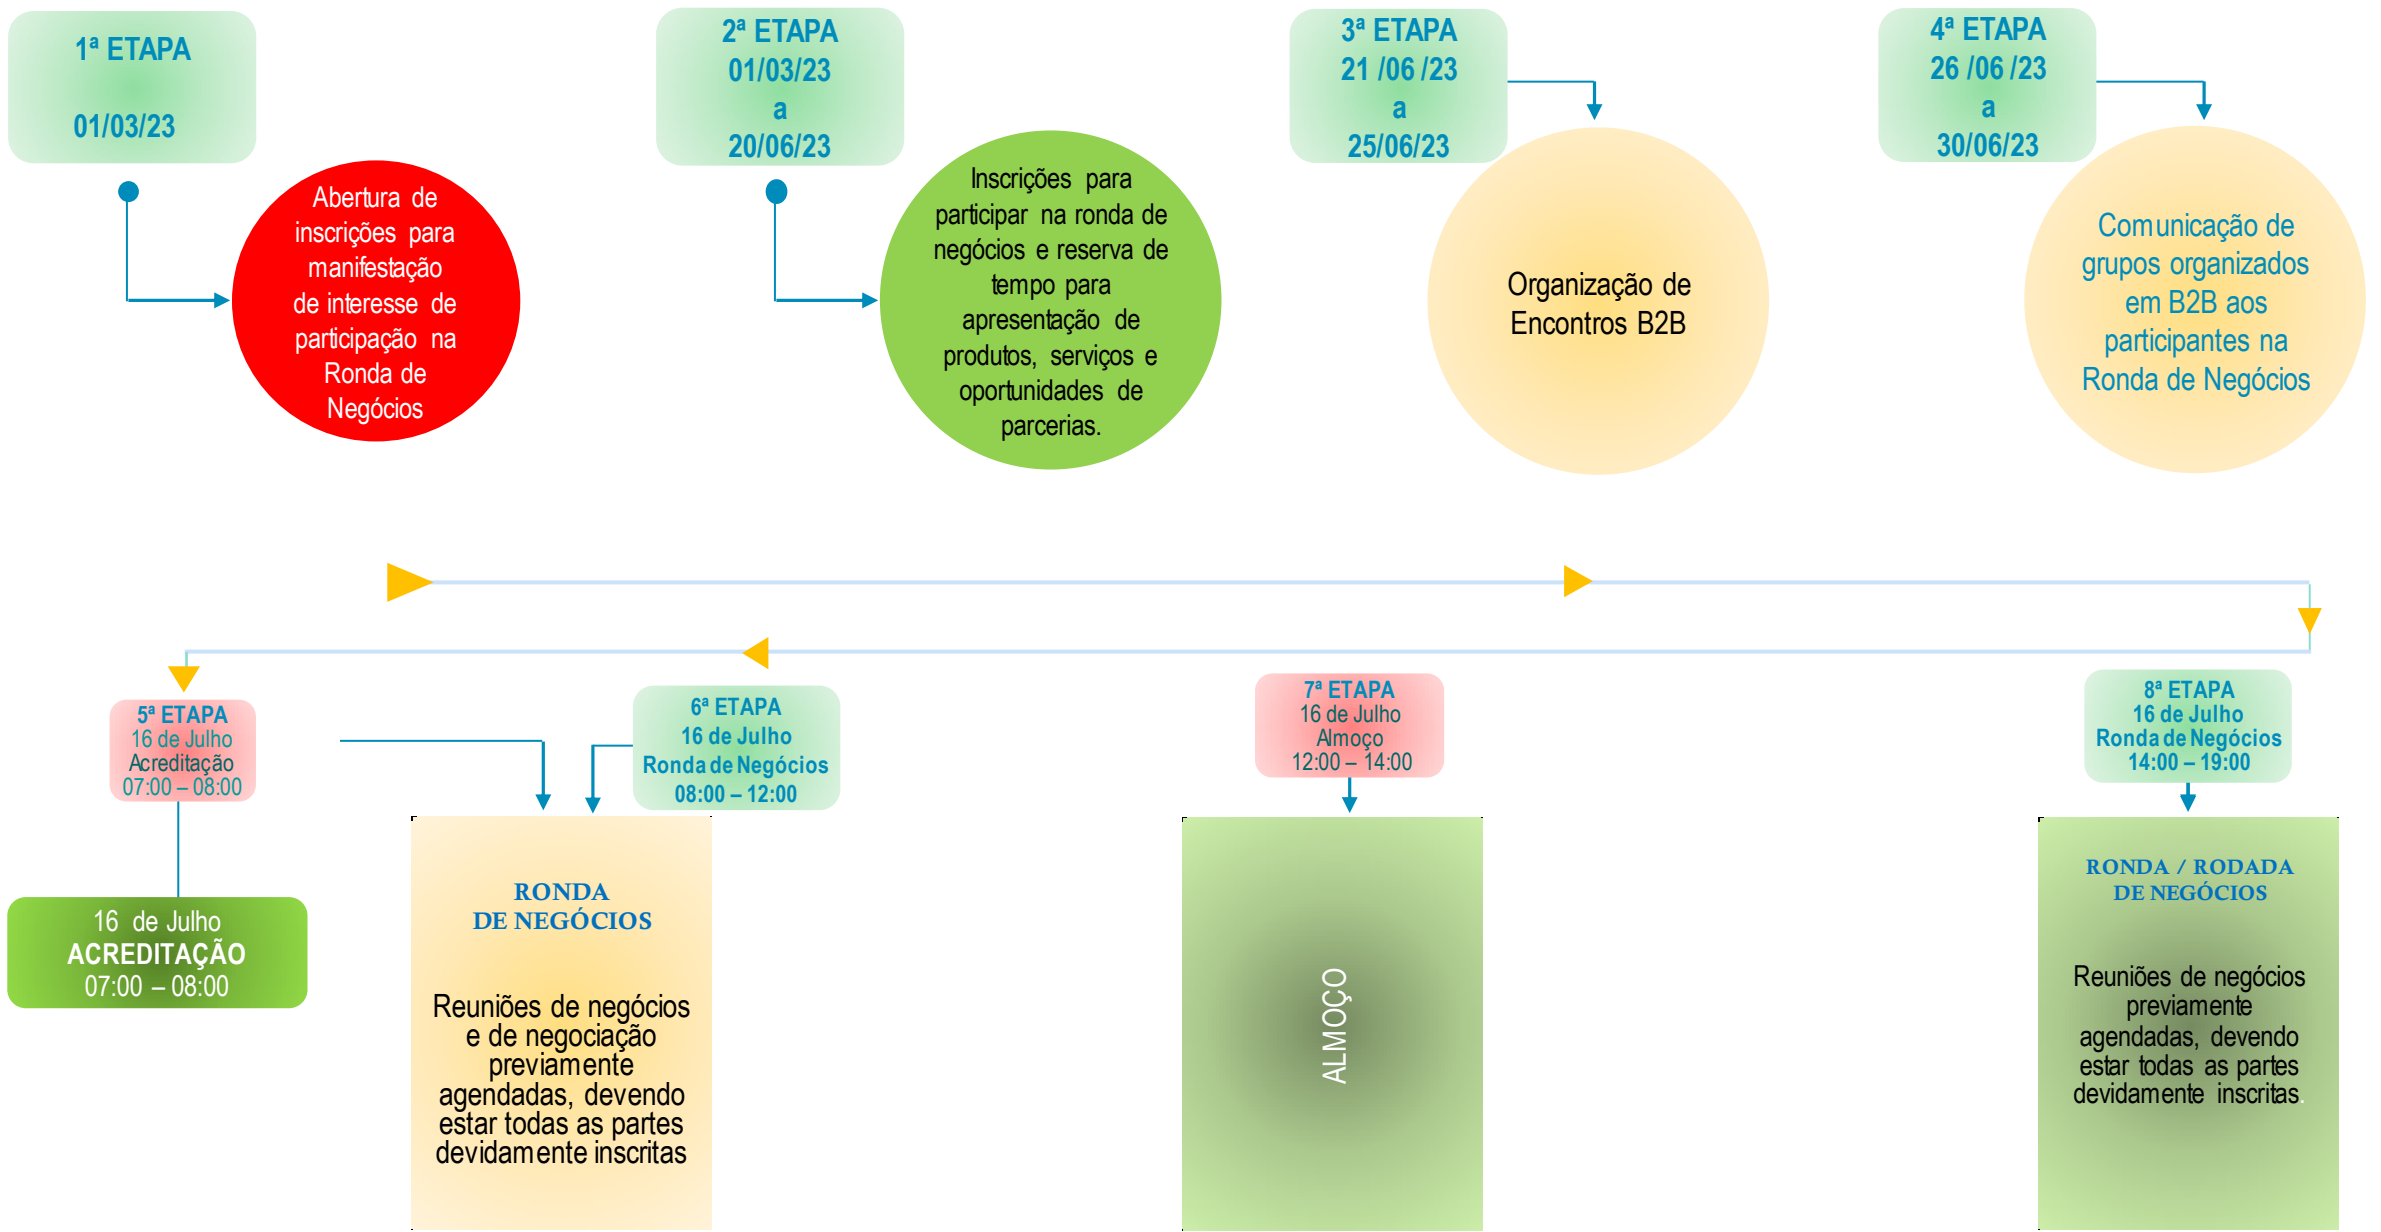 1ª ETAPA
01/03/23
Abertura de
inscrições para
manifestação
de interesse de
participação na
Ronda de
Negócios
2ª ETAPA
01/03/23
a
20/06/23
Inscrições para
participar na ronda de
negócios e reserva de
tempo para
apresentação de
produtos, serviços e
oportunidades de
parcerias.
3ª ETAPA
21 /06 /23
a
25/06/23
Organização de
Encontros B2B
4ª ETAPA
26 /06 /23
a
30/06/23
Comunicação de
grupos organizados
em B2B aos
participantes na
Ronda de Negócios
5ª ETAPA
16 de Julho
Acreditação
07:00 – 08:00
16 de Julho
ACREDITAÇÃO
07:00 – 08:00
6ª ETAPA
16 de Julho
Ronda de Negócios
08:00 – 12:00
RONDA
DE NEGÓCIOS
Reuniões de negócios
e de negociação
previamente
agendadas, devendo
estar todas as partes
devidamente inscritas
7ª ETAPA
16 de Julho
Almoço
12:00 – 14:00
ALMOÇO
8ª ETAPA
16 de Julho
Ronda de Negócios
14:00 – 19:00
RONDA / RODADA
DE NEGÓCIOS
Reuniões de negócios
previamente
agendadas, devendo
estar todas as partes
devidamente inscritas.